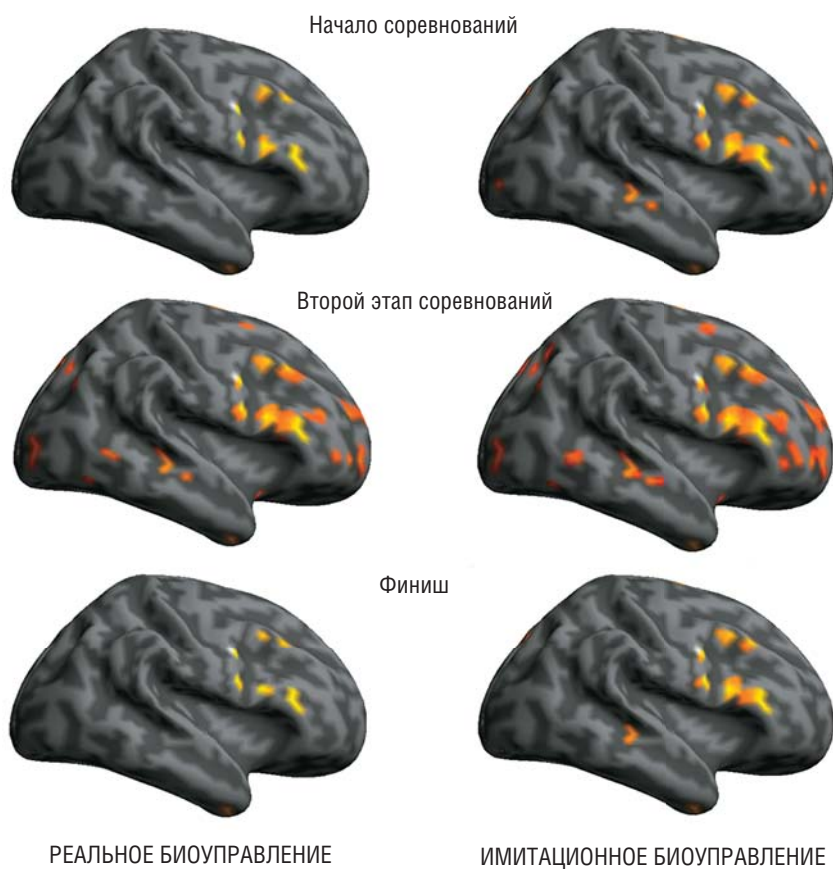 Начало соревнований
Второй этап соревнований
Финиш
РЕАЛЬНОЕ БИОУПРАВЛЕНИЕ
ИМИТАЦИОННОЕ БИОУПРАВЛЕНИЕ